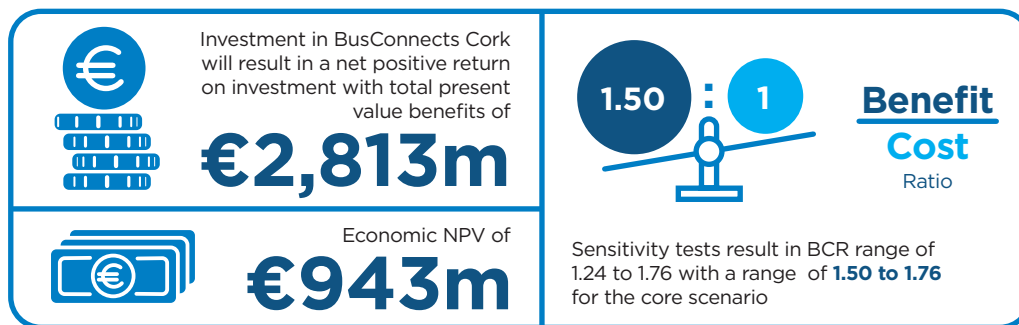 €
Investment in BusConnects Cork
will result in a net positive return
on investment with total present
value benefits of
€2,813m
€
Economic NPV of
€943m
1.50 : 1
Benefit
Cost
Ratio
Sensitivity tests result in BCR range of
1.24 to 1.76 with a range of 1.50 to 1.76
for the core scenario